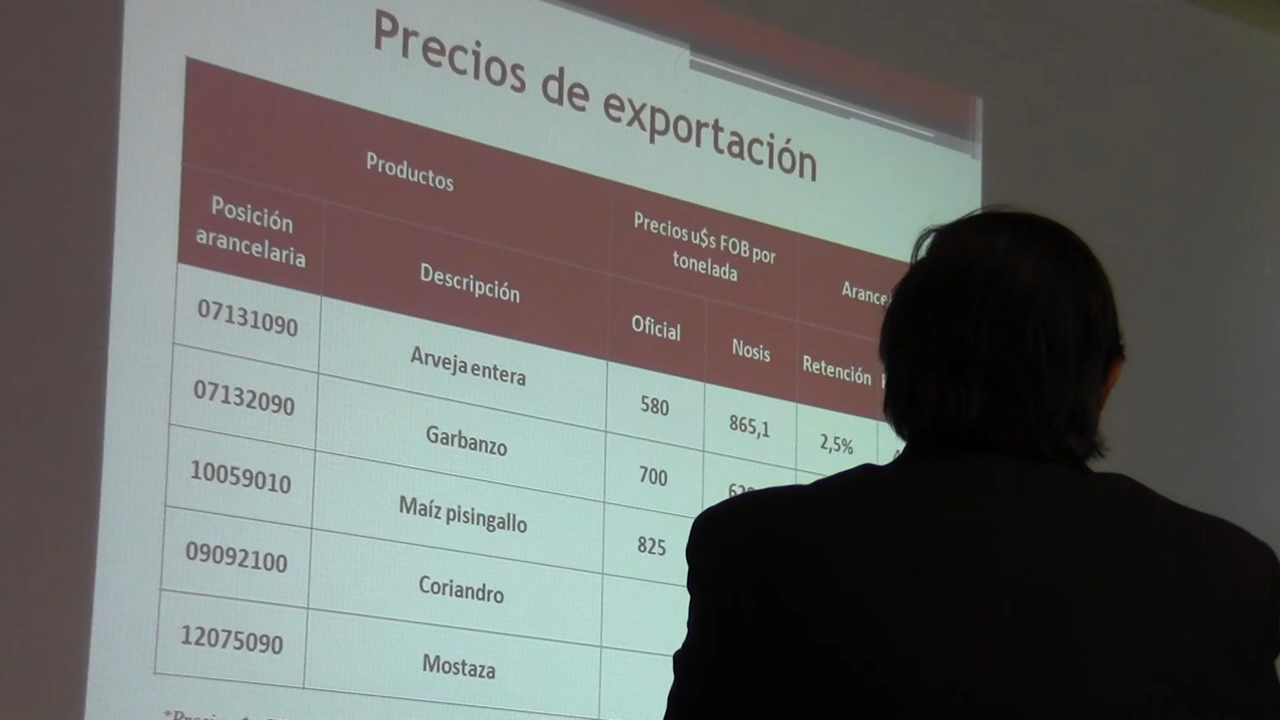 Precios de exportación
Productos
Precios u$s FOB por
tonelada
Posición
arancelaria
Descripción
Oficial
Nosis
Retención
07131090
Arveja entera
580
865,1
2,5%
07132090
Garbanzo
700
10059010
Maíz pisingallo
825
09092100
Coriandro
12075090
Mostaza